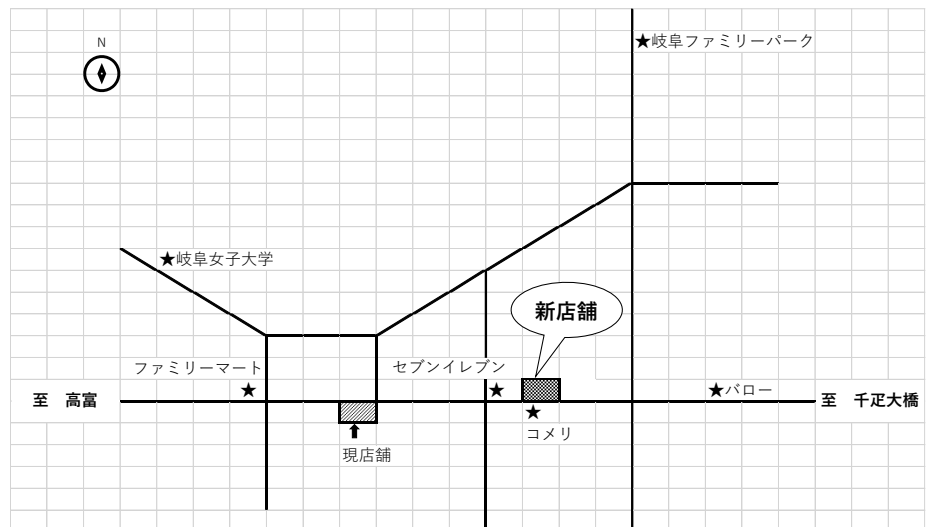 N
★岐阜ファミリーパーク
★岐阜女子大学
新店舗
ファミリーマート
★
セブンイレブン
★
★バロー
至　高富
至　千疋大橋
★
コメリ
現店舗